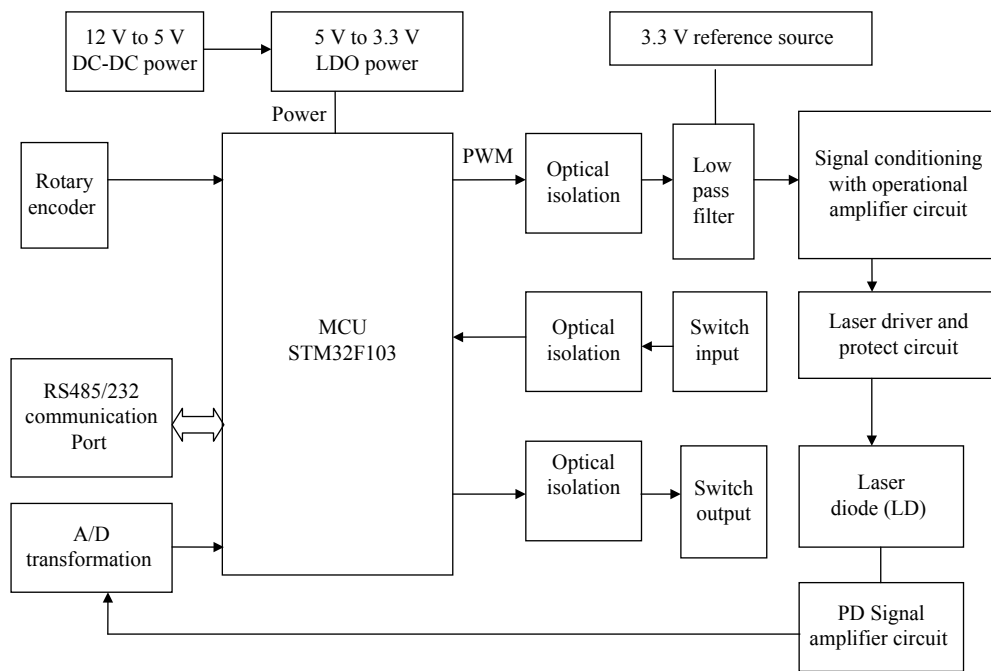 12 V to 5 V
DC-DC power
5 V to 3.3 V
LDO power
3.3 V reference source
Power
Rotary
encoder
PWM
Optical
isolation
Low
pass
filter
Signal conditioning
with operational
amplifier circuit
MCU
STM32F103
Optical
isolation
Switch
input
Laser driver and
protect circuit
RS485/232
communication
Port
Optical
isolation
Switch
output
Laser
diode (LD)
A/D
transformation
PD Signal
amplifier circuit